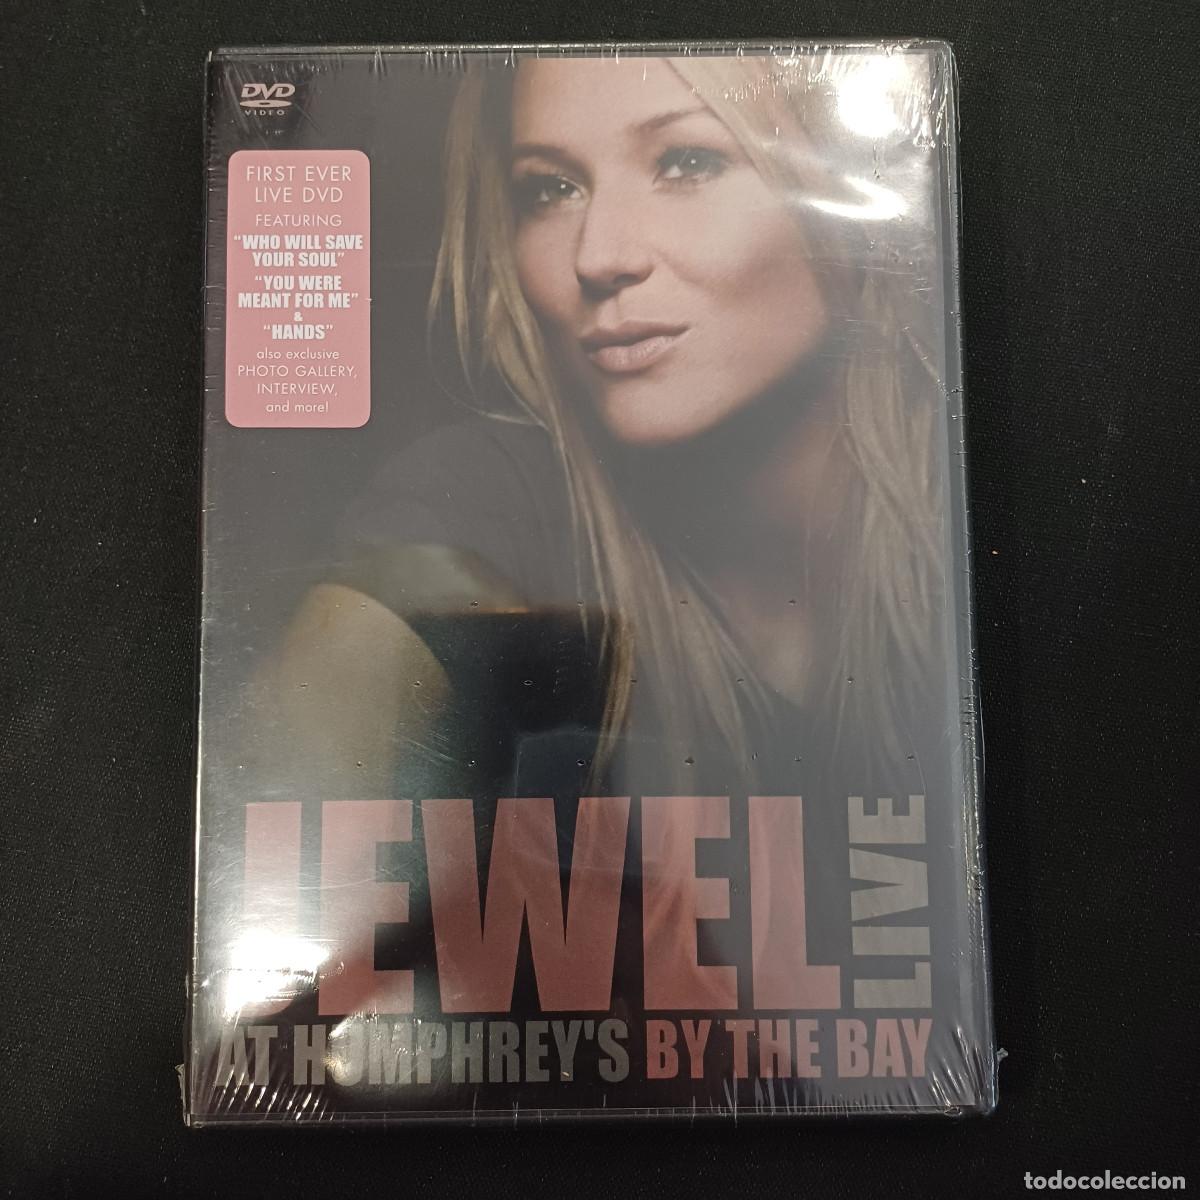 DVD
VIDEO
FIRST EVER
LIVE DVD
FEATURING
"WHO WILL SAVE
YOUR SOUL"
"YOU WERE
MEANT FOR ME"
&
"HANDS"
also exclusive
PHOTO GALLERY,
INTERVIEW,
and more!
JEWEL
LIVE
AT HUMPHREY'S BY THE BAY
todocoleccion